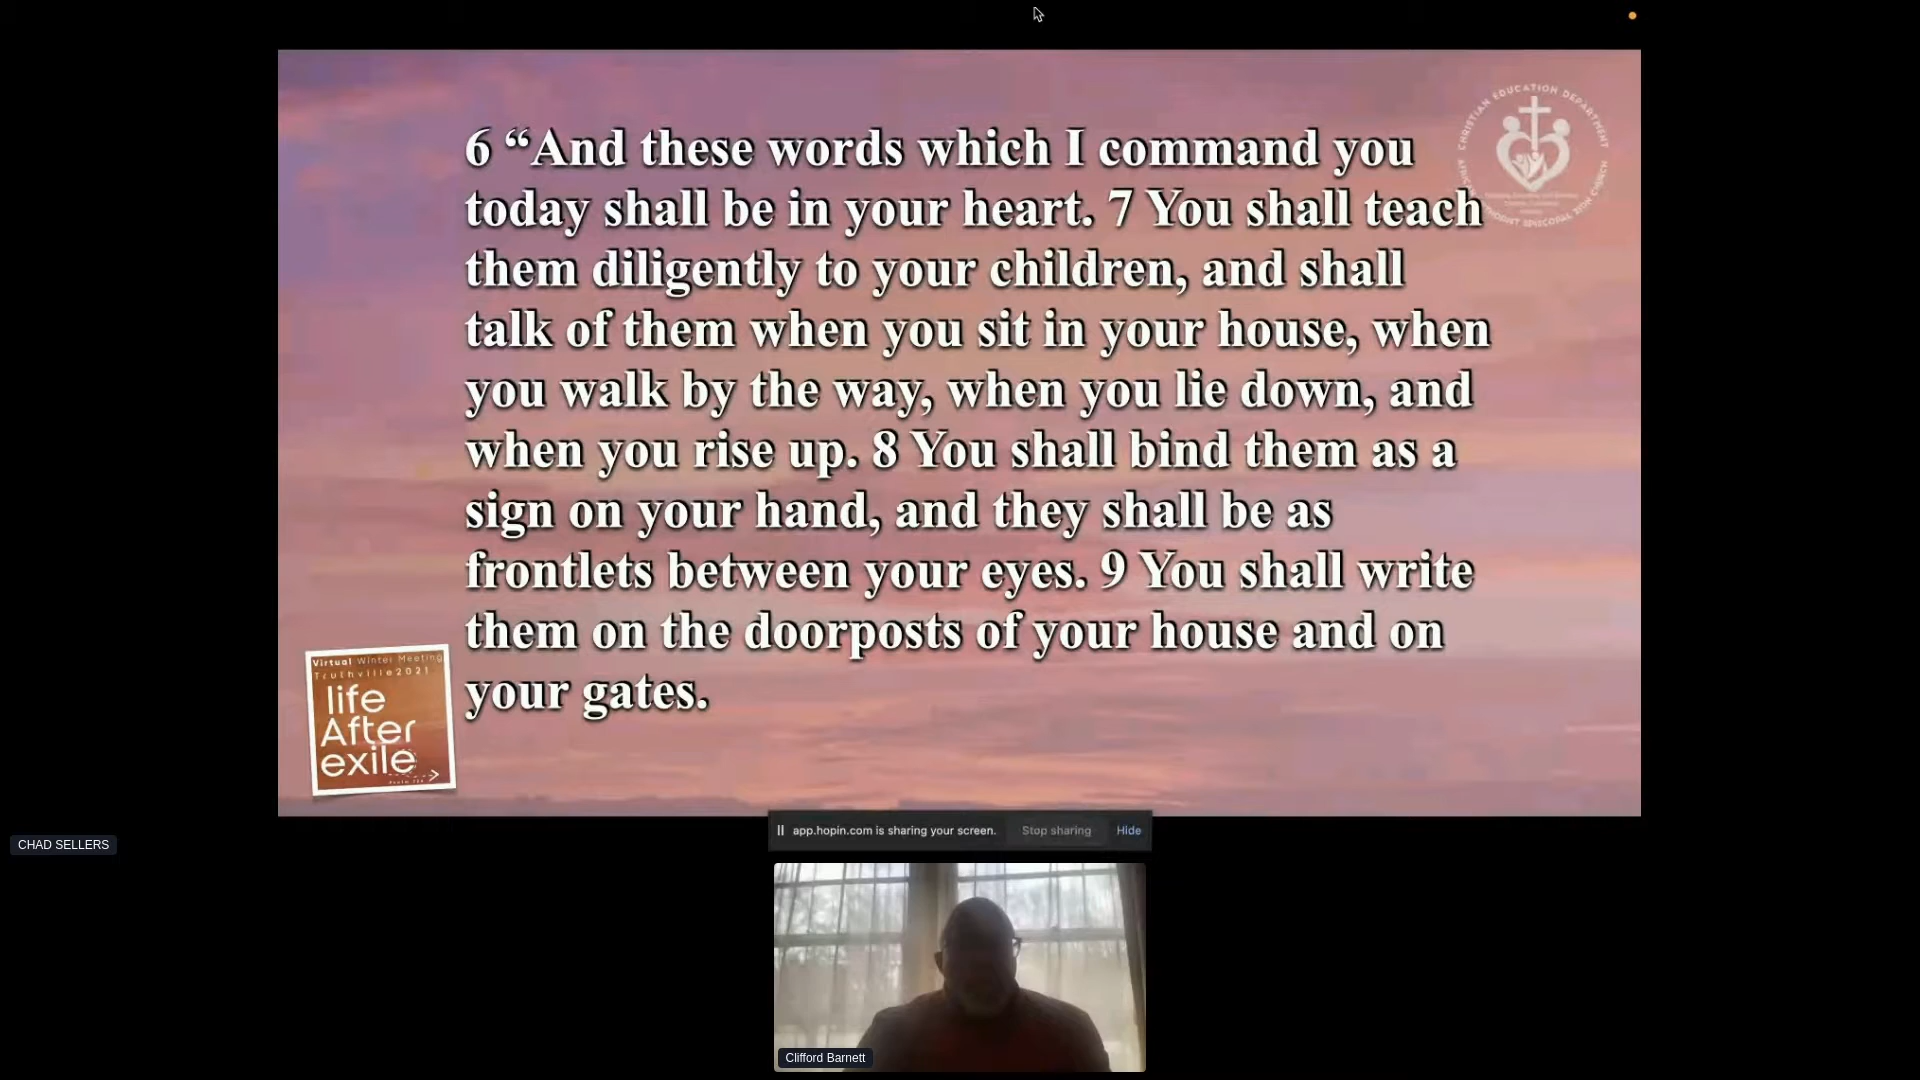 6 “And these words which I command you
today shall be in your heart. 7 You shall teach
them diligently to your children, and shall
talk of them when you sit in your house, when
you walk by the way, when you lie down, and
when you rise up. 8 You shall bind them as a
sign on your hand, and they shall be as
frontlets between your eyes. 9 You shall write
them on the doorposts of your house and on
your gates.
CHRISTIAN EDUCATION DEPARTMENT
EPISCOPAL ZION CHURCH
Virtual Winter Meeting
Truthville2021
life
After
exile
app.hopin.com is sharing your screen. Stop sharing Hide
CHAD SELLERS
Clifford Barnett